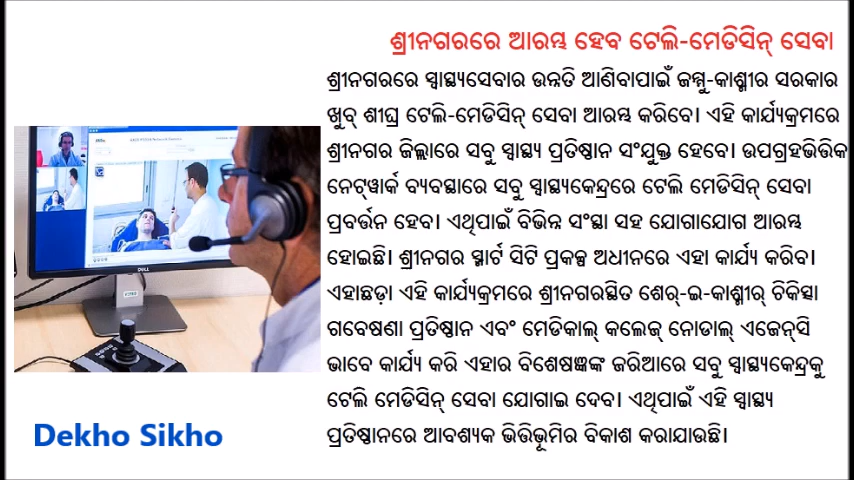 ଶ୍ରୀନଗରରେ ଆରମ୍ଭ ହେବ ଟେଲି-ମେଡିସିନ୍ ସେବା
ଶ୍ରୀନଗରରେ ସ୍ୱାସ୍ଥ୍ୟସେବାର ଉନ୍ନତି ଆଣିବାପାଇଁ ଜମ୍ମୁ-କାଶ୍ମୀର ସରକାର
ଖୁବ୍ ଶୀଘ୍ର ଟେଲି-ମେଡିସିନ୍ ସେବା ଆରମ୍ଭ କରିବେ। ଏହି କାର୍ଯ୍ୟକ୍ରମରେ
ଶ୍ରୀନଗର ଜିଲ୍ଲାରେ ସବୁ ସ୍ୱାସ୍ଥ୍ୟ ପ୍ରତିଷ୍ଠାନ ସଂଯୁକ୍ତ ହେବେ। ଉପଗ୍ରହଭିତ୍ତିକ
ନେଟ୍‌ୱାର୍କ ବ୍ୟବସ୍ଥାରେ ସବୁ ସ୍ୱାସ୍ଥ୍ୟକେନ୍ଦ୍ରରେ ଟେଲି ମେଡିସିନ୍ ସେବା
ପ୍ରବର୍ତ୍ତନ ହେବ। ଏଥିପାଇଁ ବିଭିନ୍ନ ସଂସ୍ଥା ସହ ଯୋଗାଯୋଗ ଆରମ୍ଭ
ହୋଇଛି। ଶ୍ରୀନଗର ସ୍ମାର୍ଟ ସିଟି ପ୍ରକଳ୍ପ ଅଧୀନରେ ଏହା କାର୍ଯ୍ୟ କରିବ।
ଏହାଛଡ଼ା ଏହି କାର୍ଯ୍ୟକ୍ରମରେ ଶ୍ରୀନଗରସ୍ଥିତ ଶେର୍-ଇ-କାଶ୍ମୀର୍ ଚିକିତ୍ସା
ଗବେଷଣା ପ୍ରତିଷ୍ଠାନ ଏବଂ ମେଡିକାଲ୍ କଲେଜ୍ ନୋଡାଲ୍ ଏଜେନ୍‌ସି
ଭାବେ କାର୍ଯ୍ୟ କରି ଏହାର ବିଶେଷଜ୍ଞଙ୍କ ଜରିଆରେ ସବୁ ସ୍ୱାସ୍ଥ୍ୟକେନ୍ଦ୍ରକୁ
ଟେଲି ମେଡିସିନ୍ ସେବା ଯୋଗାଇ ଦେବ। ଏଥିପାଇଁ ଏହି ସ୍ୱାସ୍ଥ୍ୟ
ପ୍ରତିଷ୍ଠାନରେ ଆବଶ୍ୟକ ଭିତ୍ତିଭୂମିର ବିକାଶ କରାଯାଉଛି।
DELL
Dekho Sikho